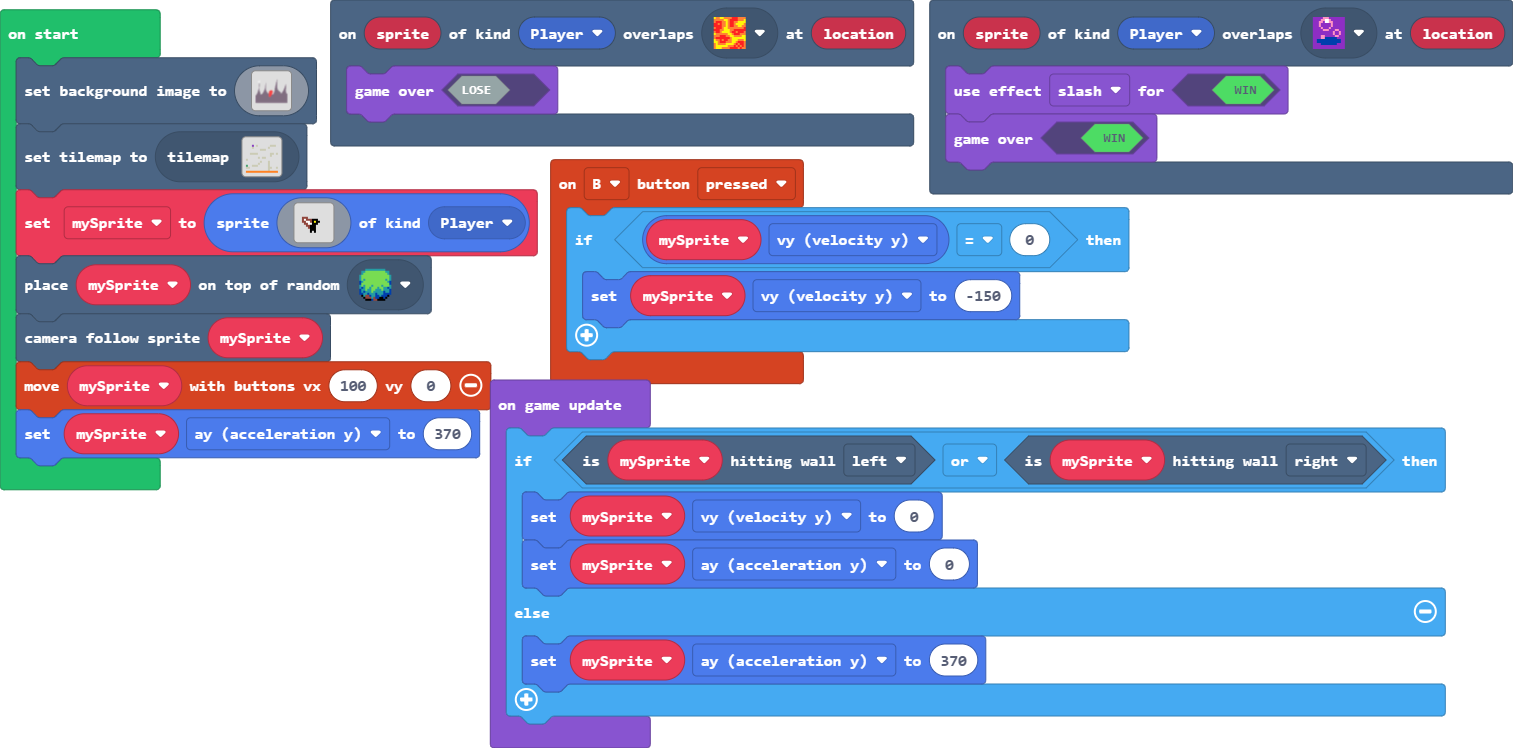 on start
set background image to
set tilemap to tilemap
set mySprite to sprite of kind Player
place mySprite on top of random
camera follow sprite mySprite
move mySprite with buttons vx 100 vy 0
set mySprite ay (acceleration y) to 370
on sprite of kind Player overlaps at location
game over LOSE
on sprite of kind Player overlaps at location
use effect slash for WIN
game over WIN
on B button pressed
if mySprite vy (velocity y) = 0 then
set mySprite vy (velocity y) to -150
on game update
if is mySprite hitting wall left or is mySprite hitting wall right then
set mySprite vy (velocity y) to 0
set mySprite ay (acceleration y) to 0
else
set mySprite ay (acceleration y) to 370